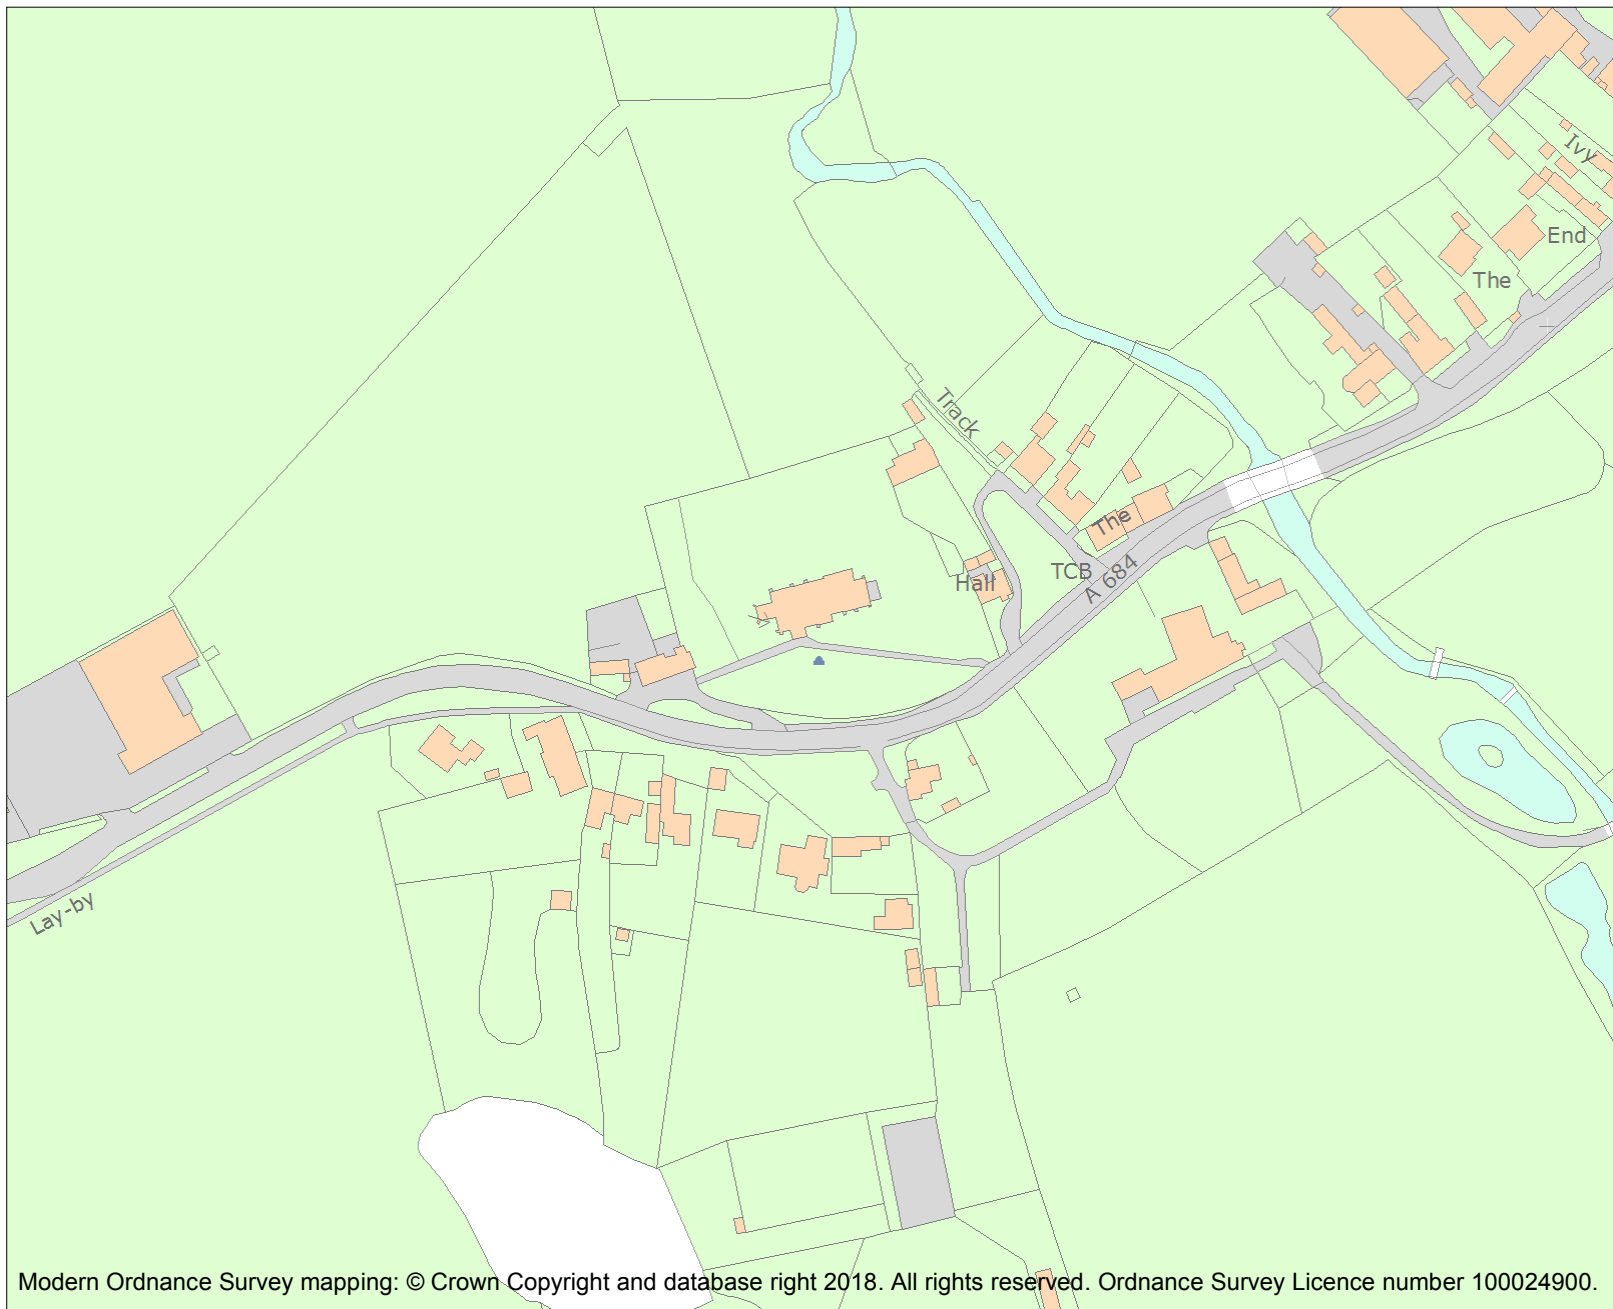 Ivy
End
The
Track
The
TCB
A 684
Hall
Lay-by
Modern Ordnance Survey mapping: © Crown Copyright and database right 2018. All rights reserved. Ordnance Survey Licence number 100024900.